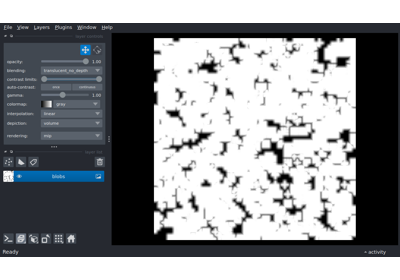 File View Layers Plugins Window Help
opacity: 1.00
blending: translucent_no_depth
contrast limits:
auto-contrast: once continuous
gamma: 1.00
colormap: gray
interpolation: linear
depiction: volume
rendering: mip
blobs
Ready activity